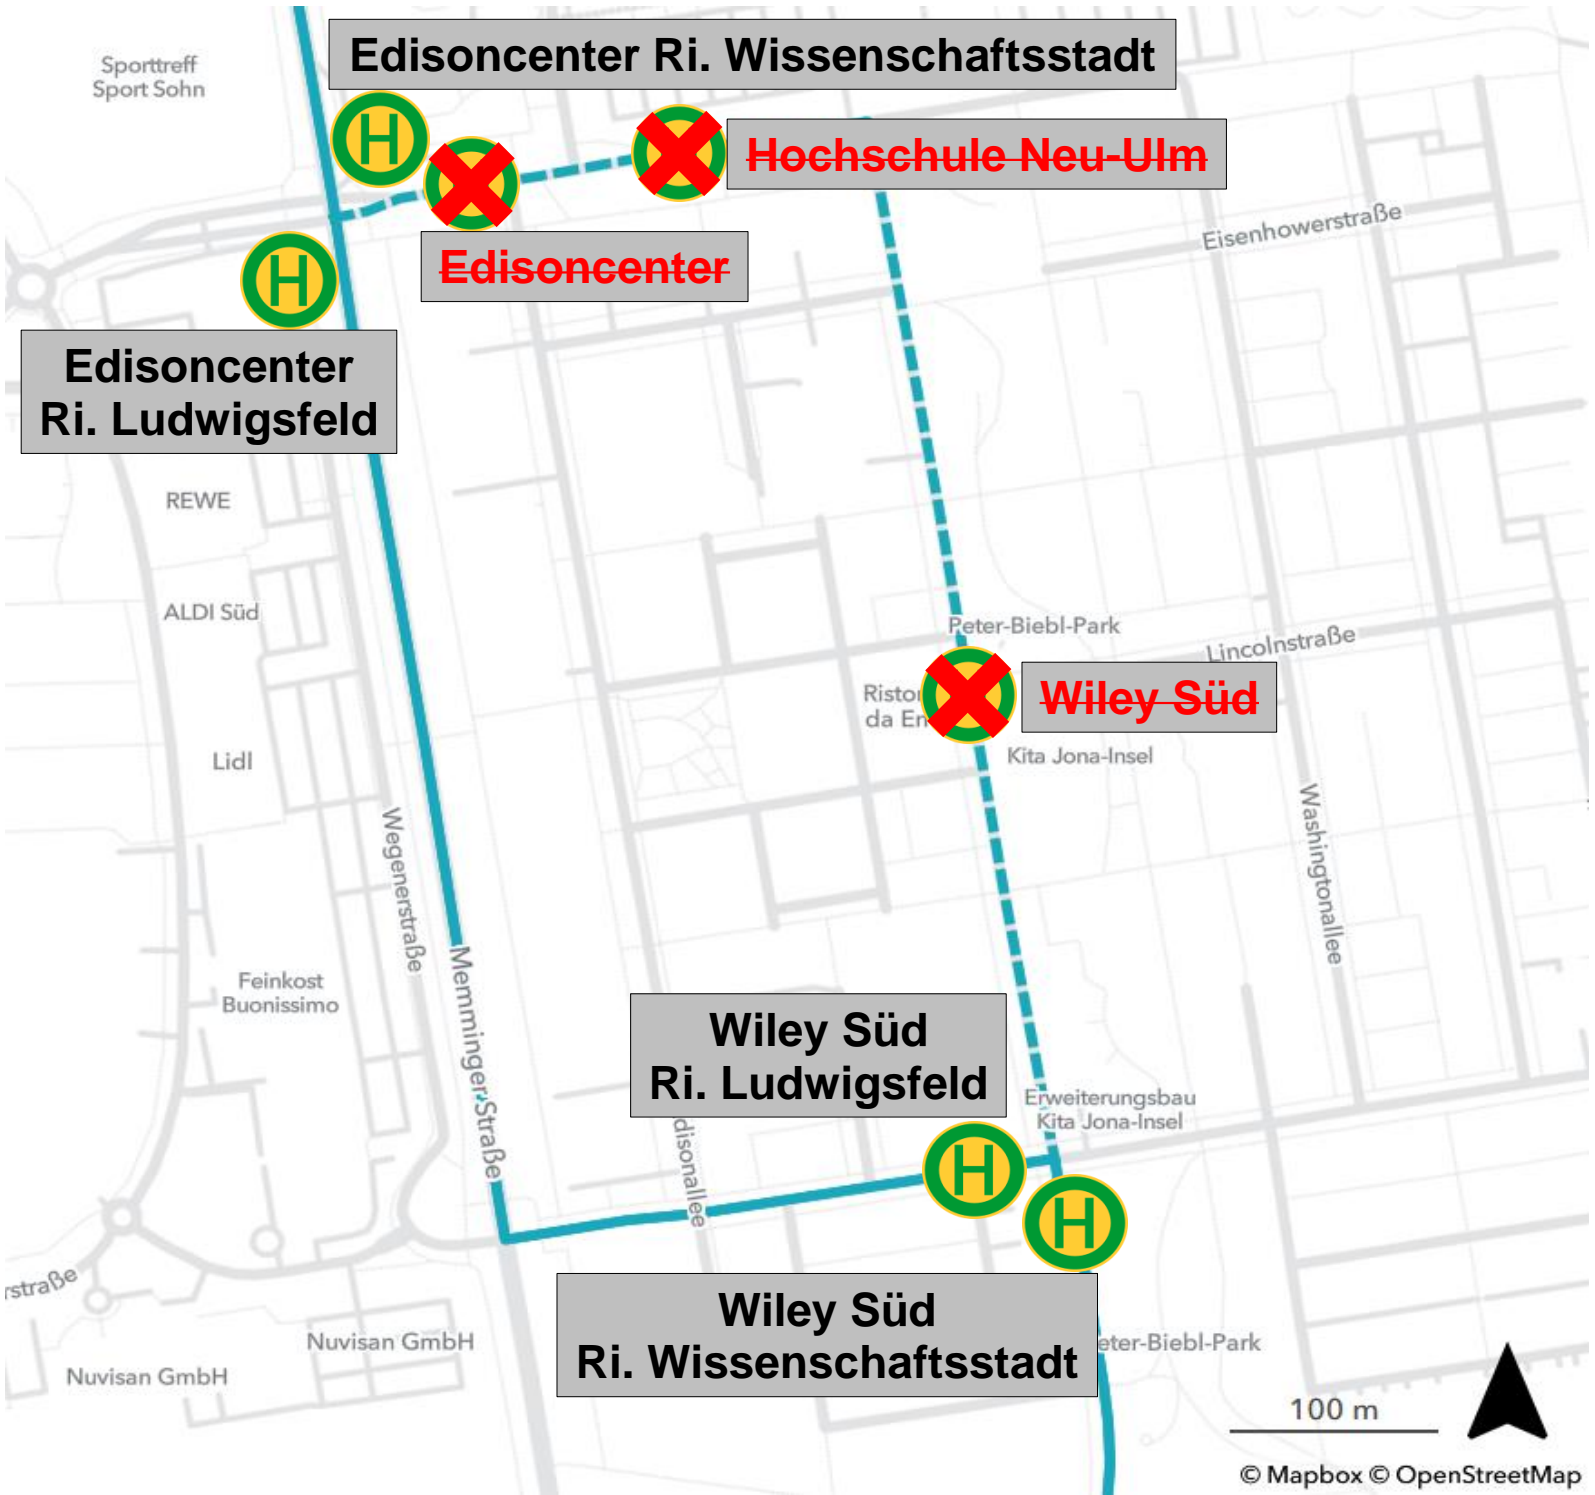 Edisoncenter Ri. Wissenschaftsstadt
Sporttreff
Sport Sohn
H
Hochschule Neu-Ulm
Eisenhowerstraße
Edisoncenter
H
Edisoncenter
Ri. Ludwigsfeld
REWE
ALDI Süd
Peter-Biebl-Park
Lincolnstraße
Wiley Süd
Kita Jona-Insel
Lidl
Wegenerstraße
Washingtonallee
Memminger Straße
Feinkost
Buonissimo
Wiley Süd
Ri. Ludwigsfeld
Erweiterungsbau
Kita Jona-Insel
H
H
Wiley Süd
Ri. Wissenschaftsstadt
Nuvisan GmbH
Nuvisan GmbH
100 m
© Mapbox © OpenStreetMap